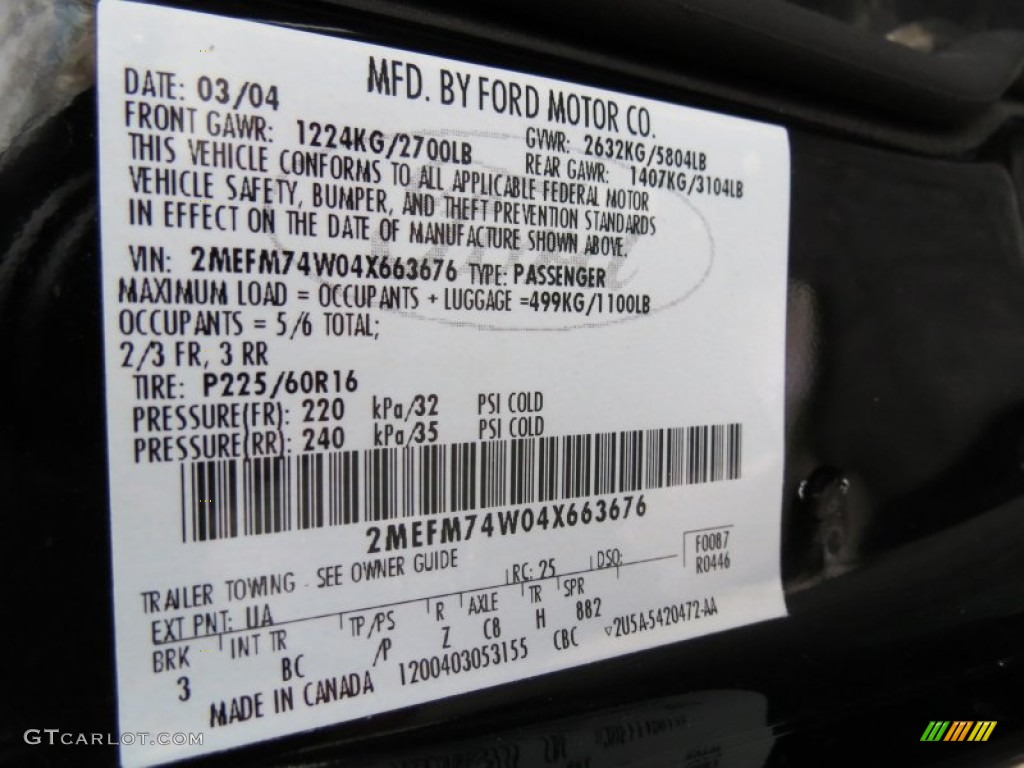 MFD. BY FORD MOTOR CO.
DATE: 03/04
GVWR: 2632KG/5804LB
FRONT GAWR: 1224KG/2700LB
REAR GAWR: 1407KG/3104LB
THIS VEHICLE CONFORMS TO ALL APPLICABLE FEDERAL MOTOR
VEHICLE SAFETY, BUMPER, AND THEFT PREVENTION STANDARDS
IN EFFECT ON THE DATE OF MANUFACTURE SHOWN ABOVE.
VIN: 2MEFM74W04X663676 TYPE: PASSENGER
MAXIMUM LOAD = OCCUPANTS + LUGGAGE =499KG/1100LB
OCCUPANTS = 5/6 TOTAL;
2/3 FR, 3 RR
TIRE: P225/60R16
PRESSURE(FR): 220 kPa/32 PSI COLD
PRESSURE(RR): 240 kPa/35 PSI COLD
2MEFM74W04X663676
TRAILER TOWING - SEE OWNER GUIDE
EXT PNT: UA RC: 25 DSO: F0087
R0446
BRK INT TR TP/PS R AXLE TR SPR
3 BC /P Z C8 H 882
MADE IN CANADA 1200403053155 CBC 2U5A-5420472-AA
GTCARLOT.COM